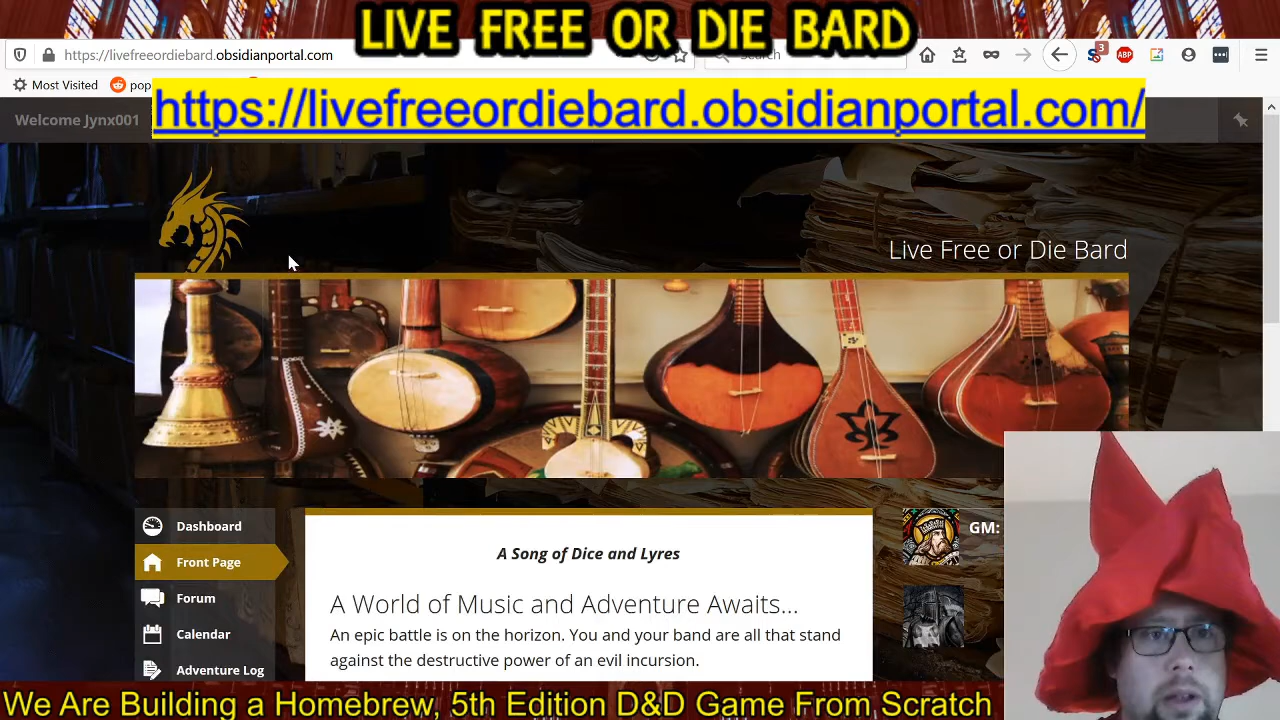 LIVE FREE OR DIE BARD
https://livefreeordiebard.obsidianportal.com
3
ABP
Most Visited
pop
https://livefreeordiebard.obsidianportal.com/
Welcome Jynx001
Live Free or Die Bard
Dashboard
Front Page
Forum
Calendar
Adventure Log
A Song of Dice and Lyres
A World of Music and Adventure Awaits...
An epic battle is on the horizon. You and your band are all that stand
against the destructive power of an evil incursion.
GM:
We Are Building a Homebrew, 5th Edition D&D Game From Scratch